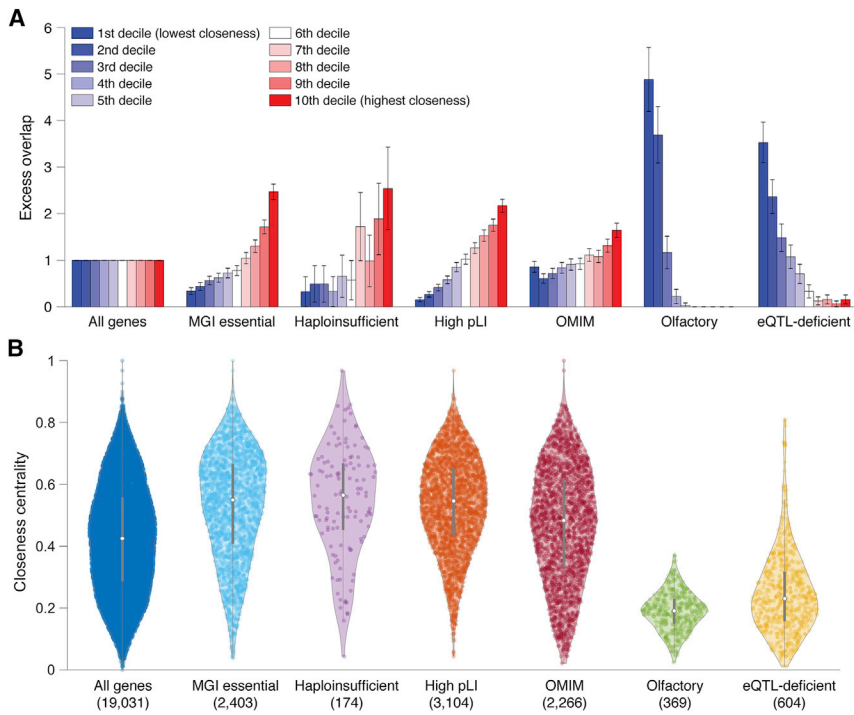 A
6
5
4
3
2
1
0
Excess overlap
1st decile (lowest closeness)
2nd decile
3rd decile
4th decile
5th decile
6th decile
7th decile
8th decile
9th decile
10th decile (highest closeness)
All genes
MGI essential
Haploinsufficient
High pLI
OMIM
Olfactory
eQTL-deficient
B
1
0.8
0.6
0.4
0.2
0
Closeness centrality
All genes
(19,031)
MGI essential
(2,403)
Haploinsufficient
(174)
High pLI
(3,104)
OMIM
(2,266)
Olfactory
(369)
eQTL-deficient
(604)